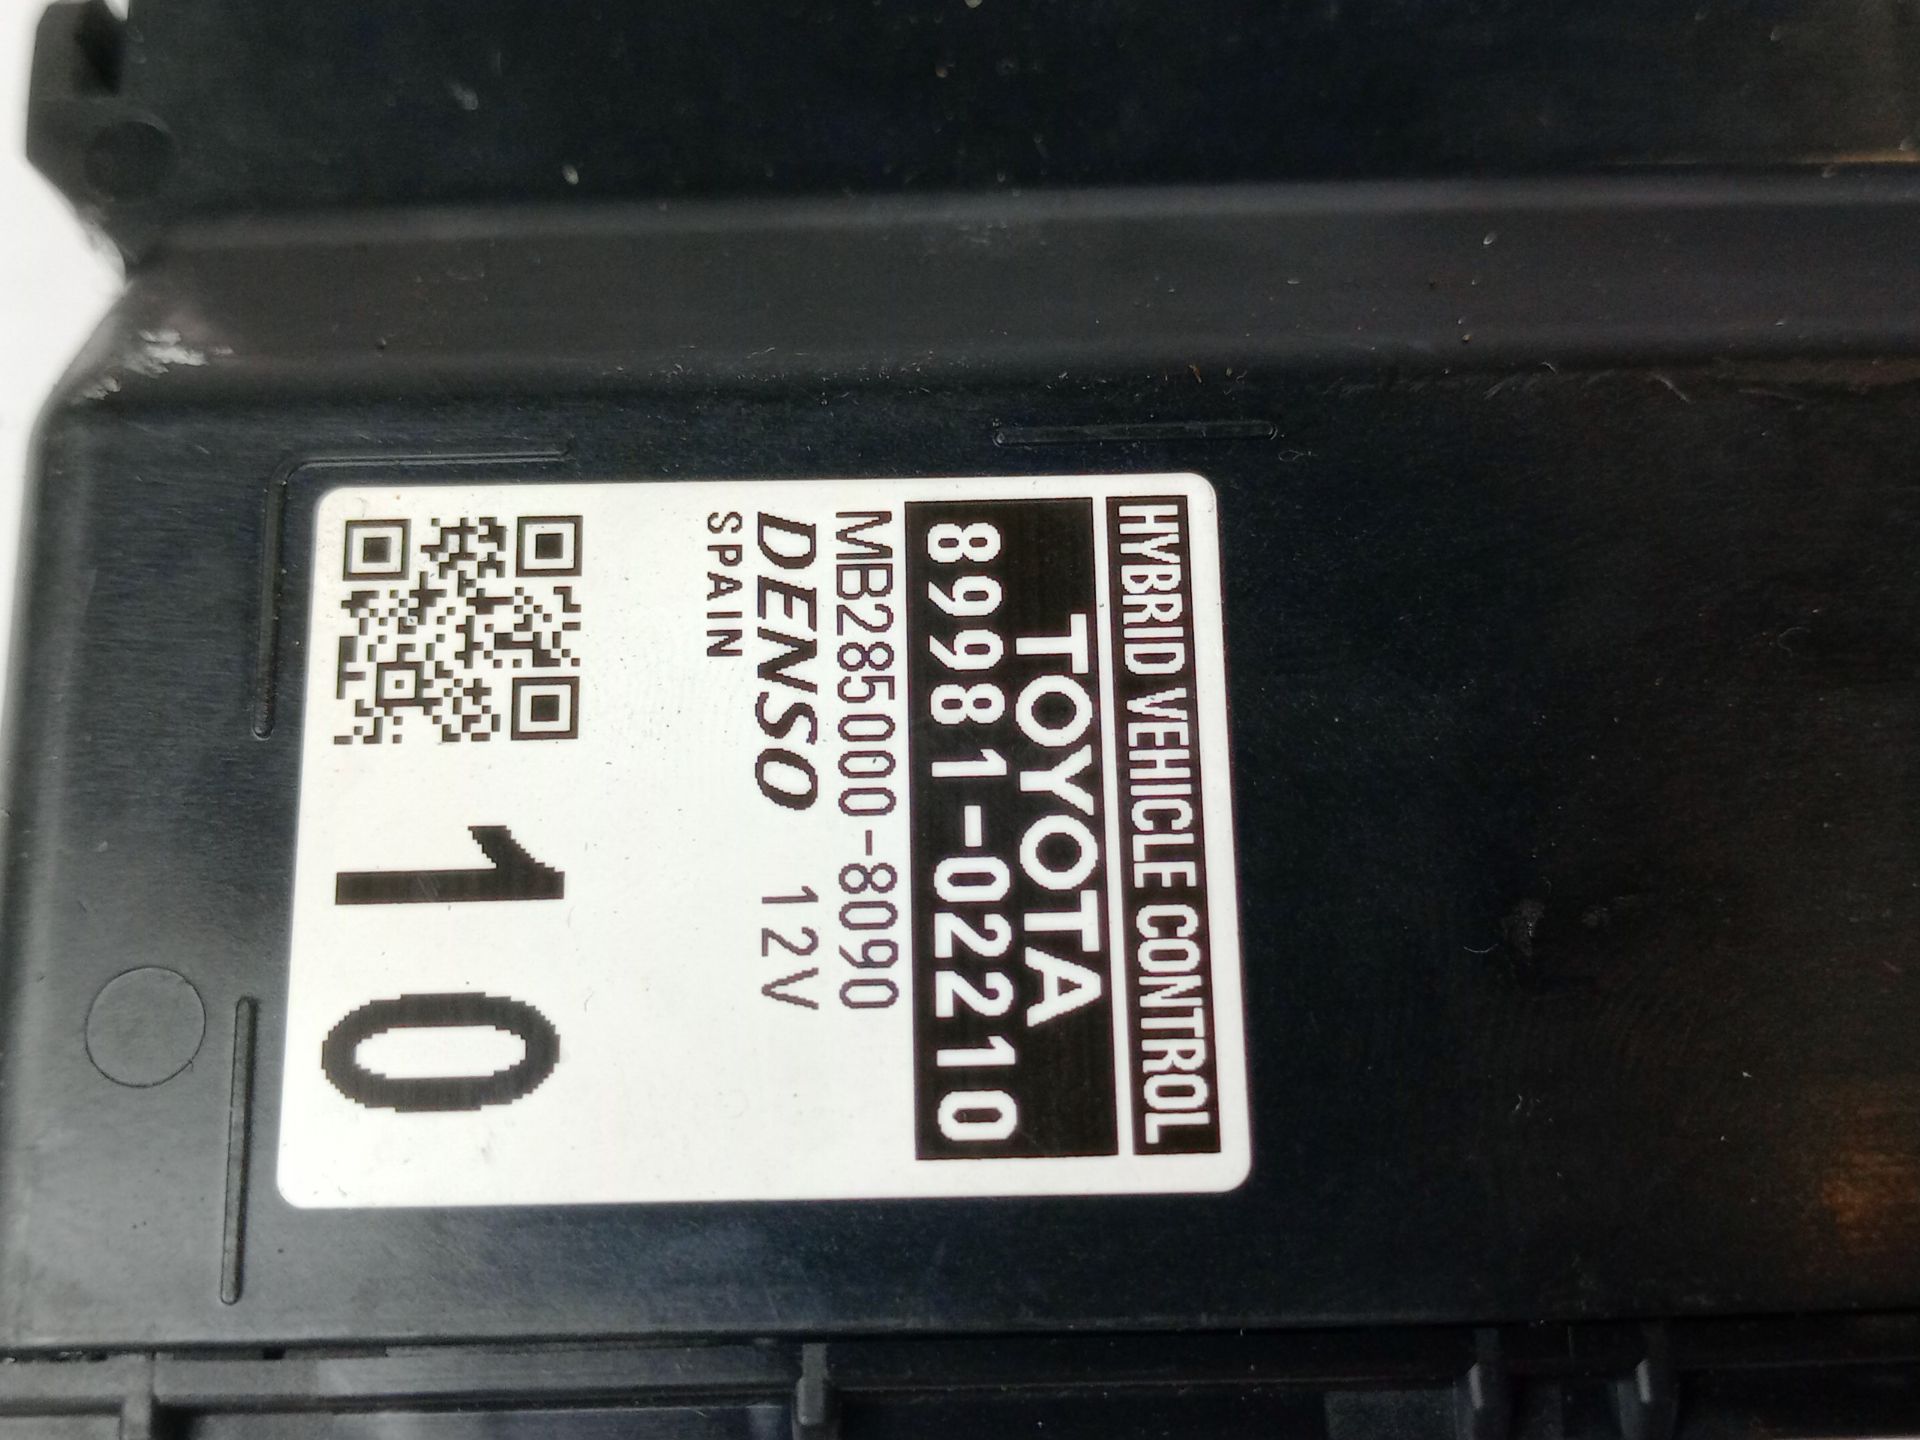 HYBRID VEHICLE CONTROL
TOYOTA
89981-02210
MB285000-8090
DENSO 12V
SPAIN
10